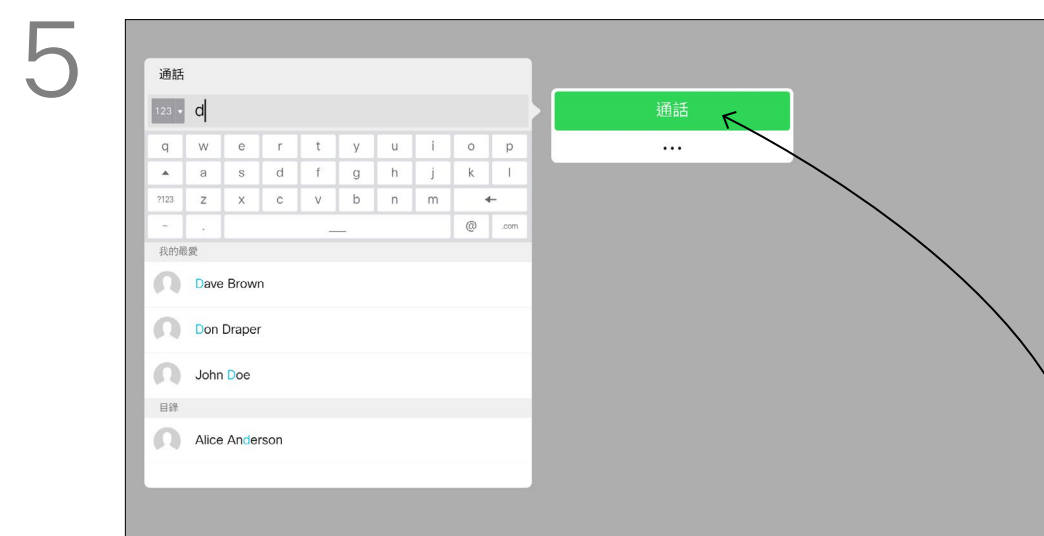 5
通話
123 d
通話
q w e r t y u i o p
...
a s d f g h j k l
?123 z x c v b n m
- . @ .com
我的最愛
Dave Brown
Don Draper
John Doe
目錄
Alice Anderson